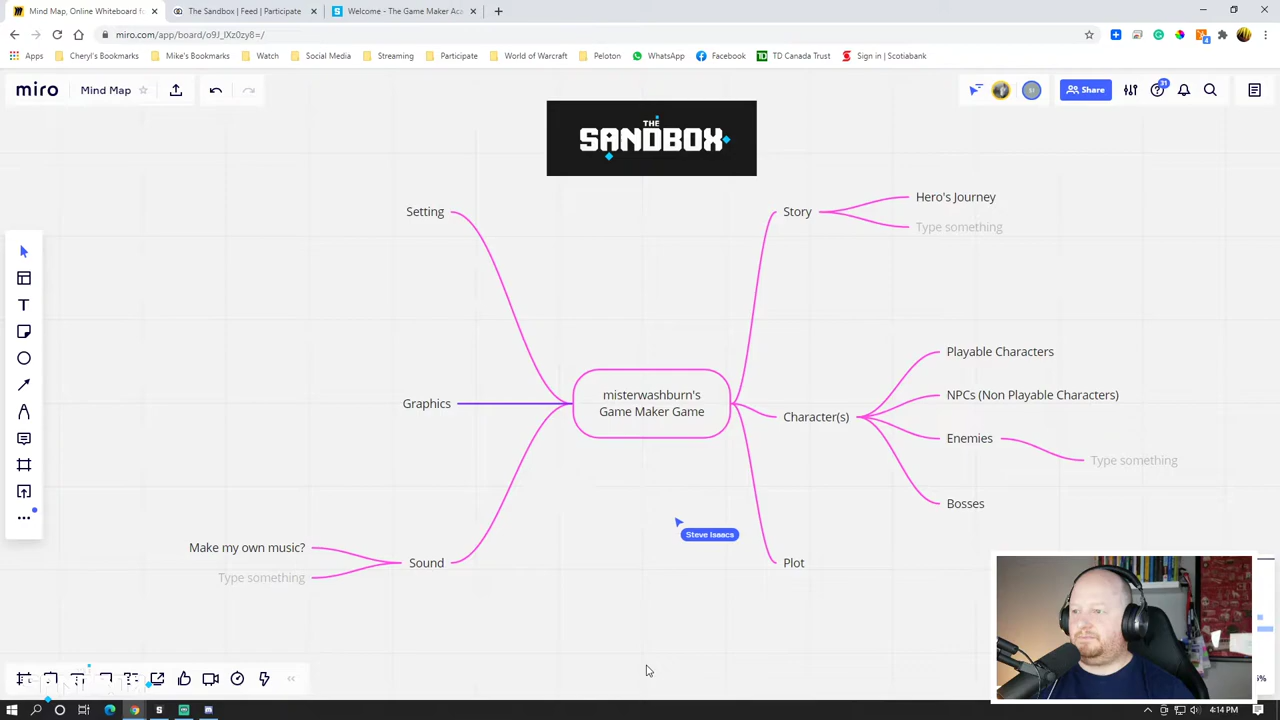 Mind Map, Online Whiteboard fo
The Sandbox | Feed | Participate
Welcome - The Game Maker Aca
miro.com/app/board/o9J_lXz0zy8=/
Apps
Cheryl's Bookmarks
Mike's Bookmarks
Watch
Social Media
Streaming
Participate
World of Warcraft
Peloton
WhatsApp
Facebook
TD Canada Trust
Sign in | Scotiabank
miro
Mind Map
Share
31
THE
SANDBOX
Setting
Story
Hero's Journey
Type something
Playable Characters
misterwashburn's
Game Maker Game
Graphics
Character(s)
NPCs (Non Playable Characters)
Enemies
Type something
Bosses
Steve Isaacs
Make my own music?
Type something
Sound
Plot
4:14 PM